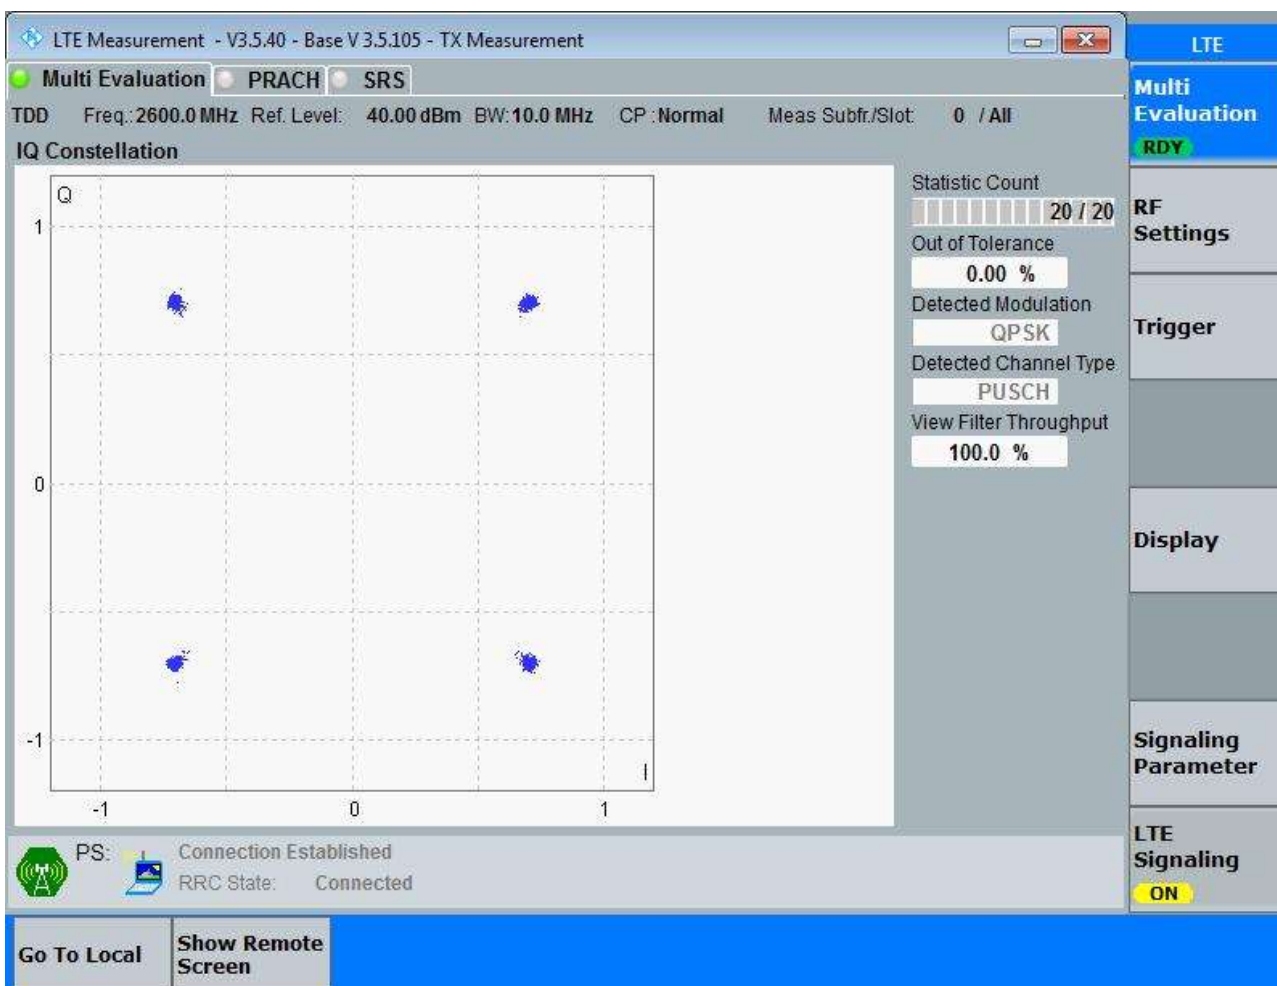 LTE Measurement - V3.5.40 - Base V 3.5.105 - TX Measurement
LTE
Multi Evaluation PRACH SRS
TDD Freq.: 2600.0 MHz Ref. Level: 40.00 dBm BW: 10.0 MHz CP : Normal Meas Subfr./Slot: 0 / All
IQ Constellation
Q
1
0
-1
I
-1 0 1
Statistic Count
20 / 20
Out of Tolerance
0.00 %
Detected Modulation
QPSK
Detected Channel Type
PUSCH
View Filter Throughput
100.0 %
Multi
Evaluation
RDY
RF
Settings
Trigger
Display
Signaling
Parameter
LTE
Signaling
ON
PS: Connection Established
RRC State: Connected
Go To Local
Show Remote
Screen